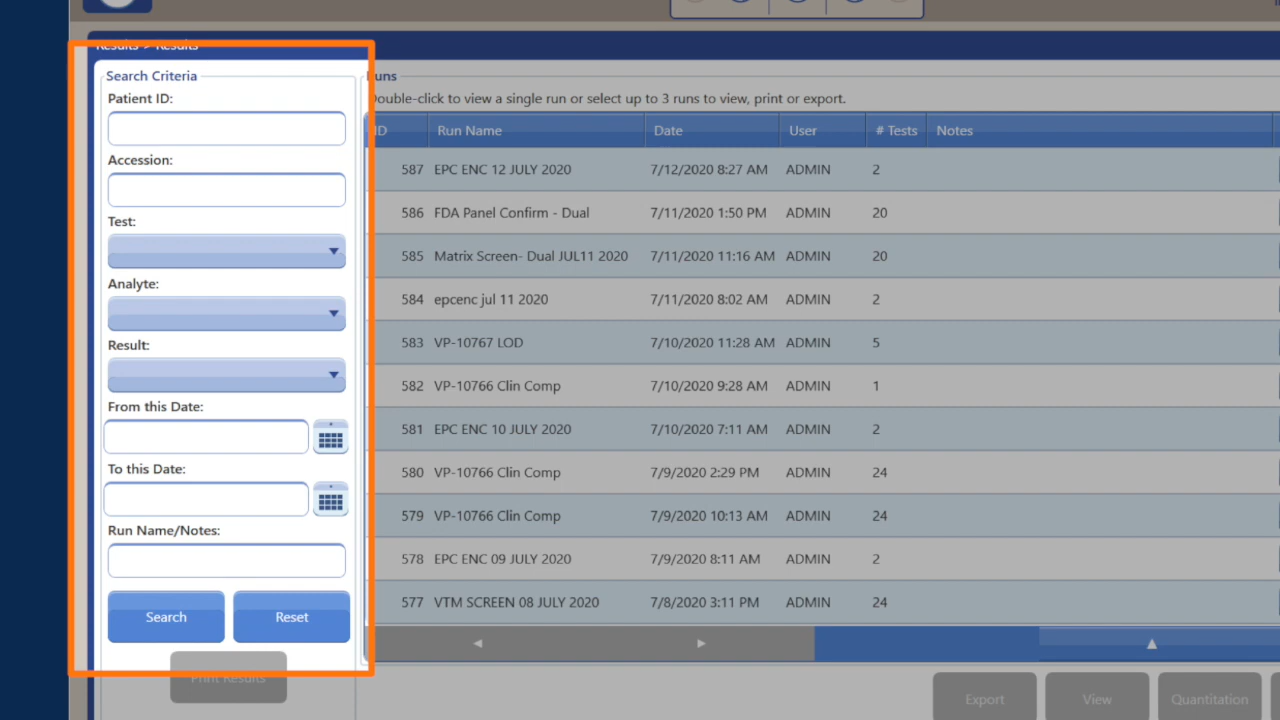 Results > Results
Search Criteria
Patient ID:
Accession:
Test:
Analyte:
Result:
From this Date:
To this Date:
Run Name/Notes:
Search Reset
Print Results
Runs
Double-click to view a single run or select up to 3 runs to view, print or export.
ID Run Name Date User # Tests Notes
587 EPC ENC 12 JULY 2020 7/12/2020 8:27 AM ADMIN 2
586 FDA Panel Confirm - Dual 7/11/2020 1:50 PM ADMIN 20
585 Matrix Screen- Dual JUL11 2020 7/11/2020 11:16 AM ADMIN 20
584 epcenc jul 11 2020 7/11/2020 8:02 AM ADMIN 2
583 VP-10767 LOD 7/10/2020 11:28 AM ADMIN 5
582 VP-10766 Clin Comp 7/10/2020 9:28 AM ADMIN 1
581 EPC ENC 10 JULY 2020 7/10/2020 7:11 AM ADMIN 2
580 VP-10766 Clin Comp 7/9/2020 2:29 PM ADMIN 24
579 VP-10766 Clin Comp 7/9/2020 10:13 AM ADMIN 24
578 EPC ENC 09 JULY 2020 7/9/2020 8:11 AM ADMIN 2
577 VTM SCREEN 08 JULY 2020 7/8/2020 3:11 PM ADMIN 24
Export View Quantitation